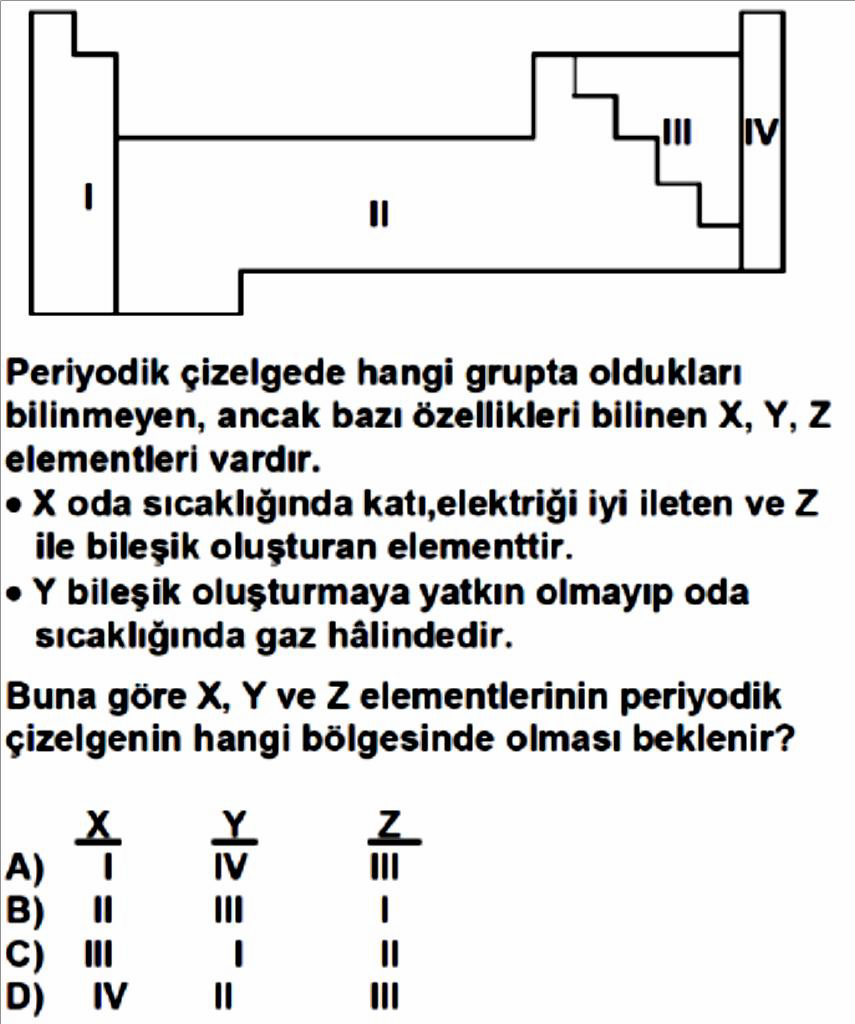 I
II
III
IV
Periyodik çizelgede hangi grupta oldukları
bilinmeyen, ancak bazı özellikleri bilinen X, Y, Z
elementleri vardır.
• X oda sıcaklığında katı,elektriği iyi ileten ve Z
ile bileşik oluşturan elementtir.
• Y bileşik oluşturmaya yatkın olmayıp oda
sıcaklığında gaz hâlindedir.
Buna göre X, Y ve Z elementlerinin periyodik
çizelgenin hangi bölgesinde olması beklenir?
X Y Z
A) I IV III
B) II III I
C) III I II
D) IV II III